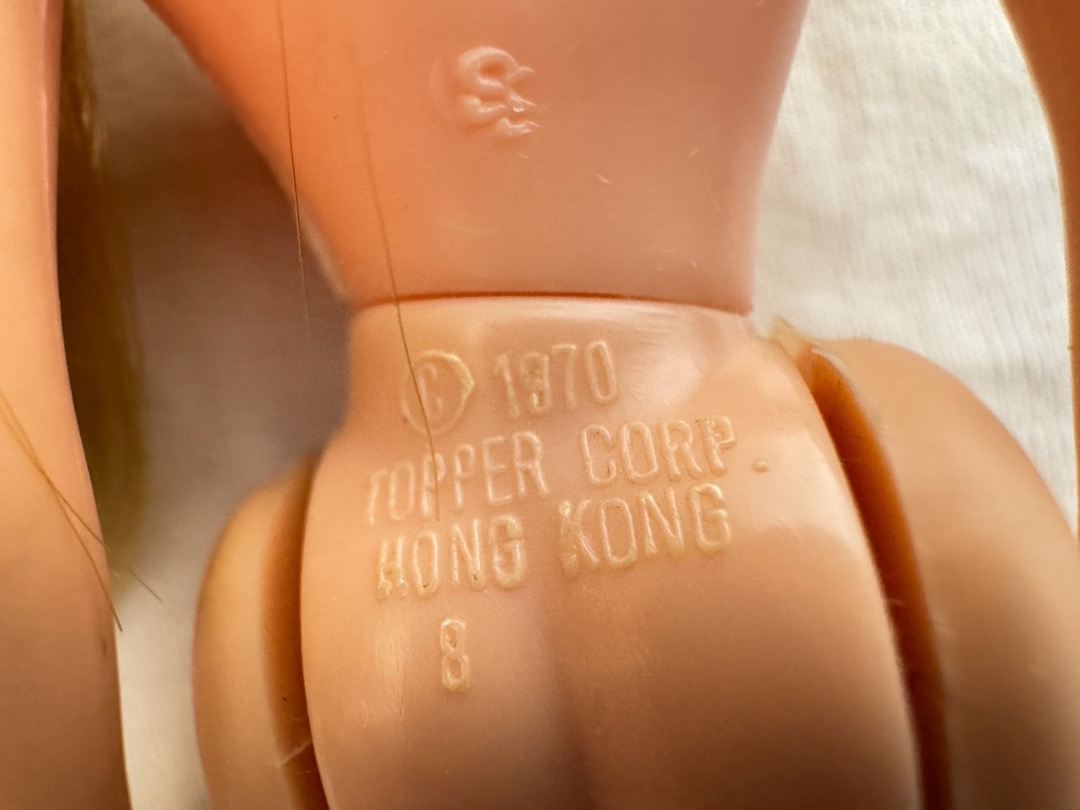 © 1970
TOPPER CORP.
HONG KONG
8